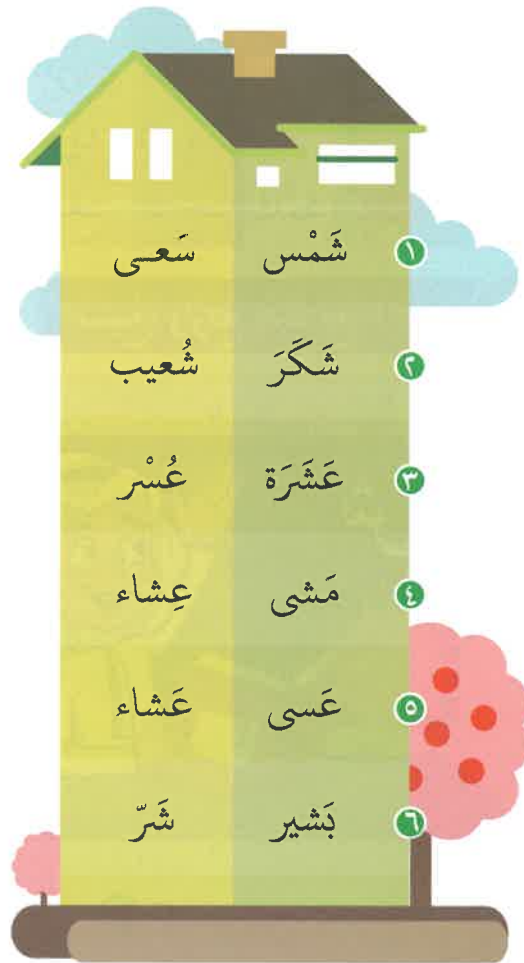 ١ شَمْس سَعى
٢ شَكَرَ شُعيب
٣ عَشَرَة عُسْر
٤ مَشى عِشاء
٥ عَسى عَشاء
٦ بَشير شَرّ